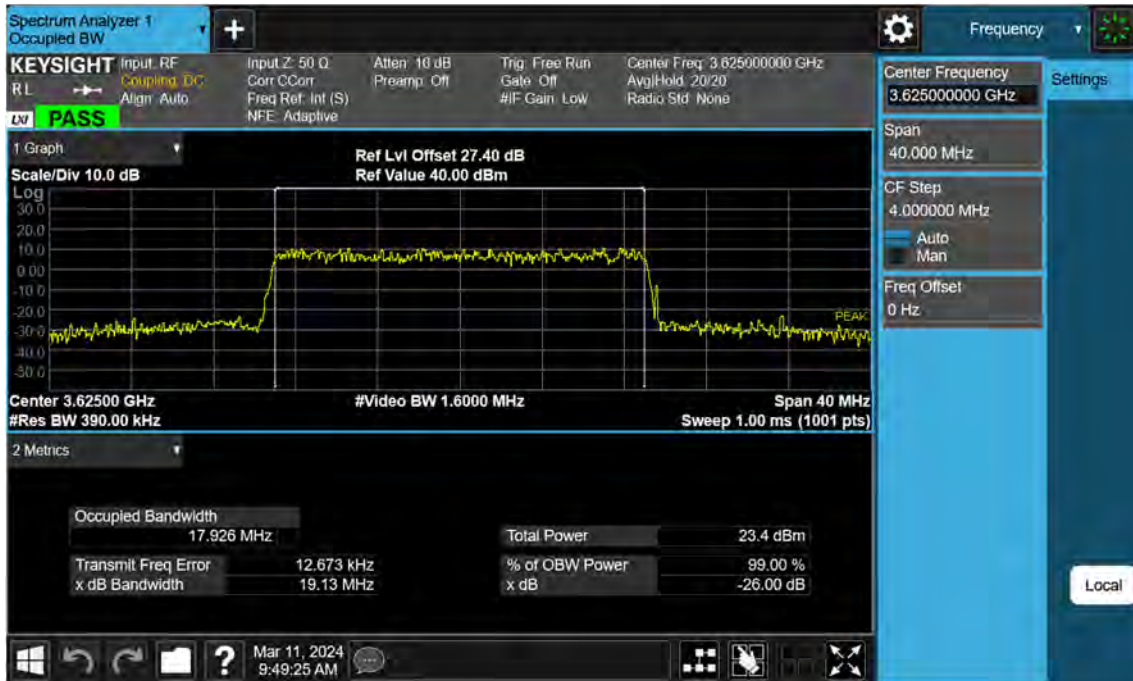 Spectrum Analyzer 1
Occupied BW
+
Frequency
KEYSIGHT
Input: RF
Coupling: DC
Align: Auto
Input Z: 50 Ω
Corr CCorr
Freq Ref: Int (S)
NFE: Adaptive
Atten: 10 dB
Preamp: Off
Trig: Free Run
Gate: Off
#IF Gain: Low
Center Freq: 3.625000000 GHz
Avg|Hold: 20/20
Radio Std: None
RL
LXI
PASS
Center Frequency
3.625000000 GHz
Settings
Span
40.000 MHz
CF Step
4.000000 MHz
Auto
Man
Freq Offset
0 Hz
1 Graph
Scale/Div 10.0 dB
Ref Lvl Offset 27.40 dB
Ref Value 40.00 dBm
Log
30.0
20.0
10.0
0.00
-10.0
-20.0
-30.0
-40.0
-50.0
PEAK
Center 3.62500 GHz
#Video BW 1.6000 MHz
Span 40 MHz
#Res BW 390.00 kHz
Sweep 1.00 ms (1001 pts)
2 Metrics
Occupied Bandwidth
17.926 MHz
Total Power 23.4 dBm
Transmit Freq Error 12.673 kHz
% of OBW Power 99.00 %
x dB Bandwidth 19.13 MHz
x dB -26.00 dB
Local
?
Mar 11, 2024
9:49:25 AM